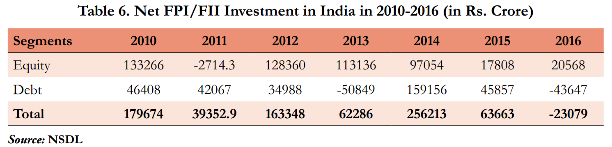 Table 6. Net FPI/FII Investment in India in 2010-2016 (in Rs. Crore)
Segments 2010 2011 2012 2013 2014 2015 2016
Equity 133266 -2714.3 128360 113136 97054 17808 20568
Debt 46408 42067 34988 -50849 159156 45857 -43647
Total 179674 39352.9 163348 62286 256213 63663 -23079
Source: NSDL